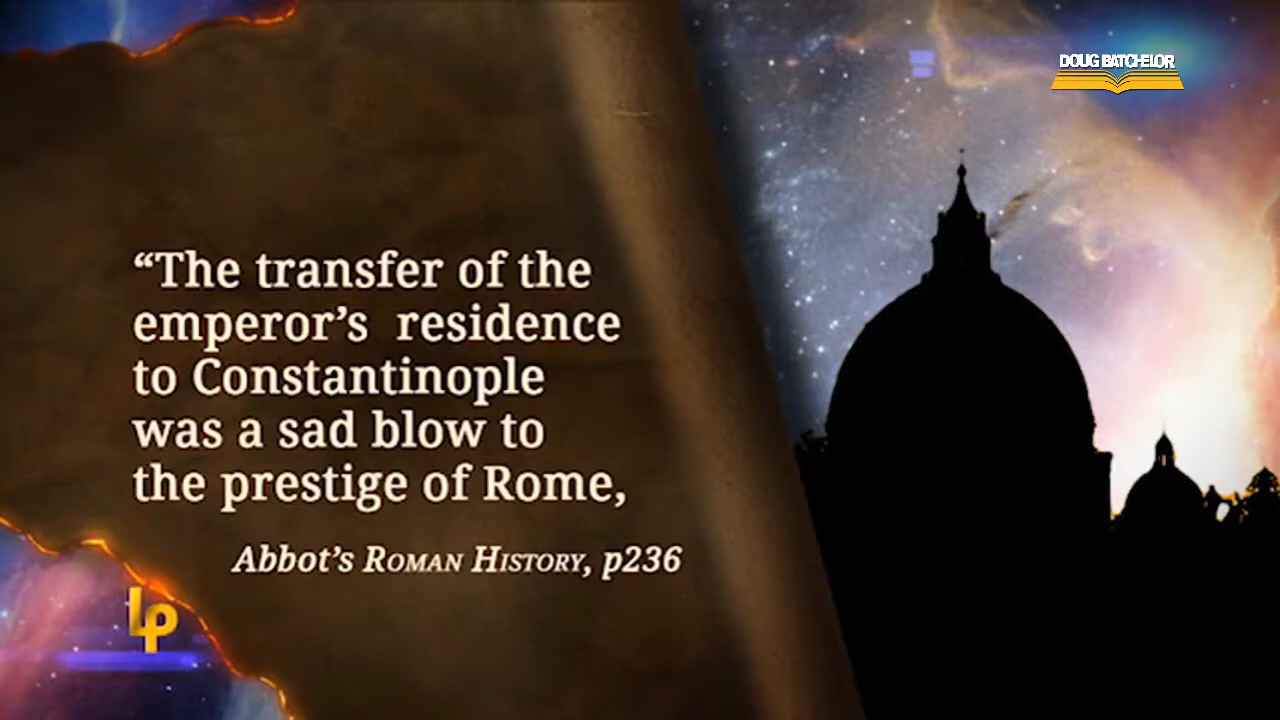 DOUG BATCHELOR
“The transfer of the
emperor’s residence
to Constantinople
was a sad blow to
the prestige of Rome,
Abbot’s Roman History, p236
Lp